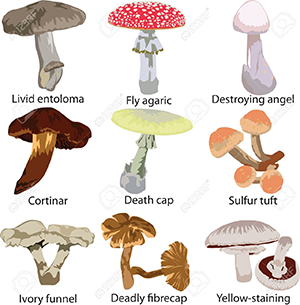 Livid entoloma
Fly agaric
Destroying angel
Cortinar
Death cap
Sulfur tuft
Ivory funnel
Deadly fibrecap
Yellow-staining